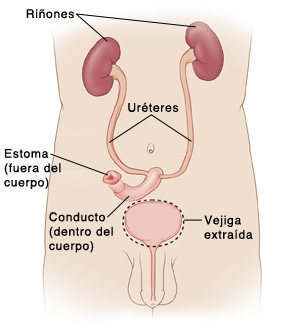 Riñones
Uréteres
Estoma
(fuera del
cuerpo)
Conducto
(dentro del
cuerpo)
Vejiga
extraída